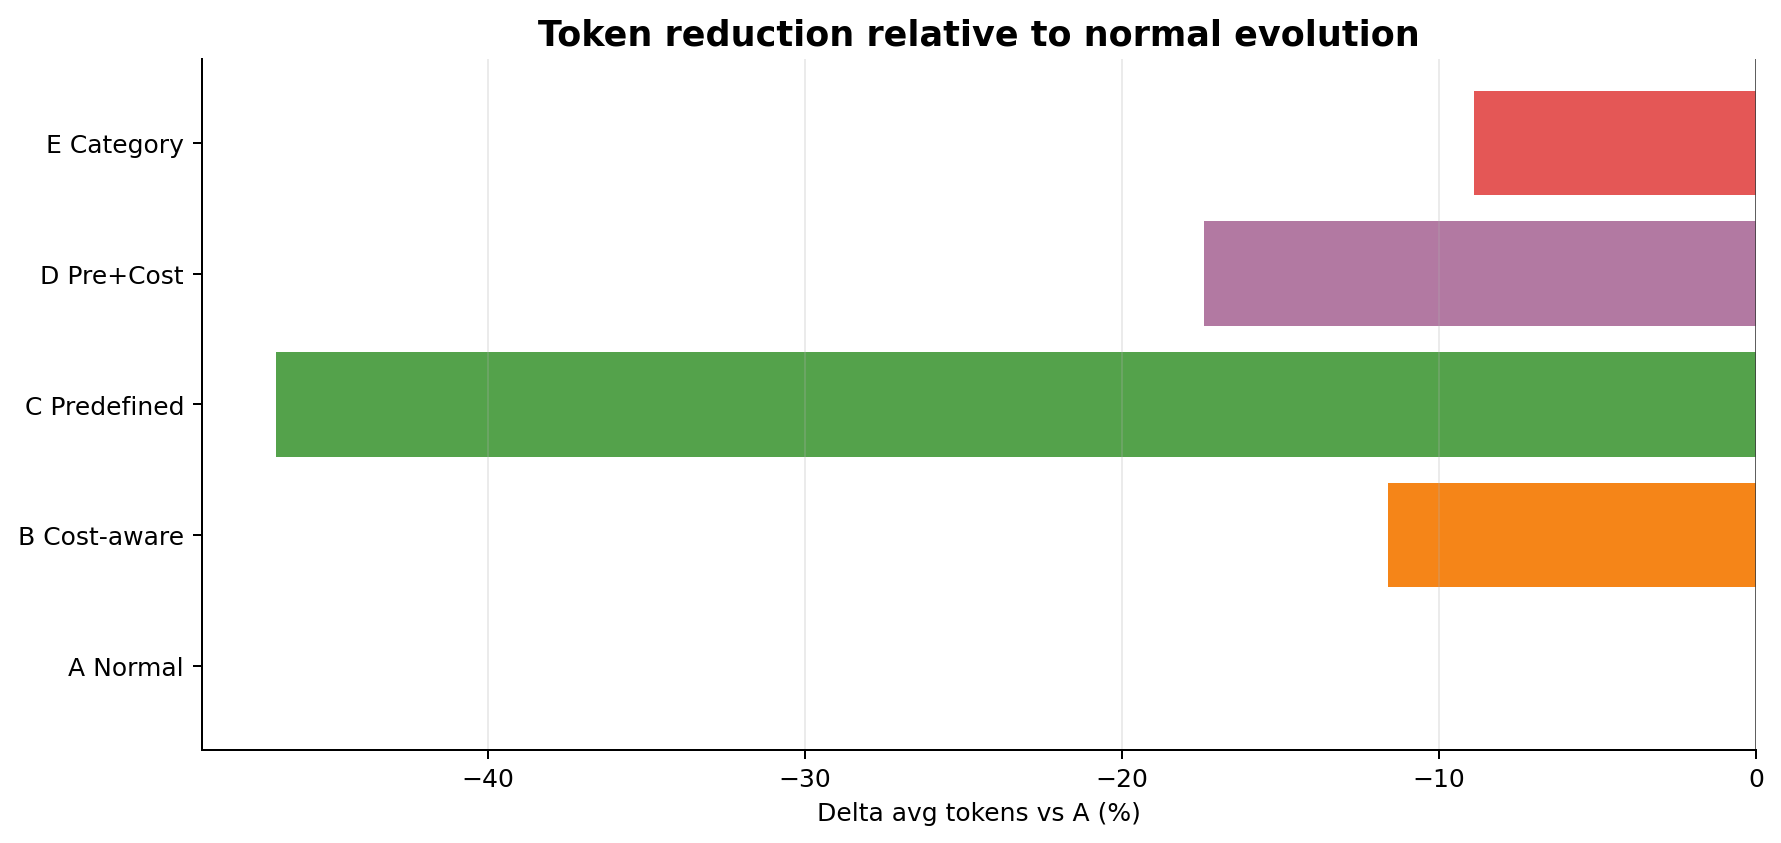 Token reduction relative to normal evolution
E Category
D Pre+Cost
C Predefined
B Cost-aware
A Normal
−40 −30 −20 −10 0
Delta avg tokens vs A (%)